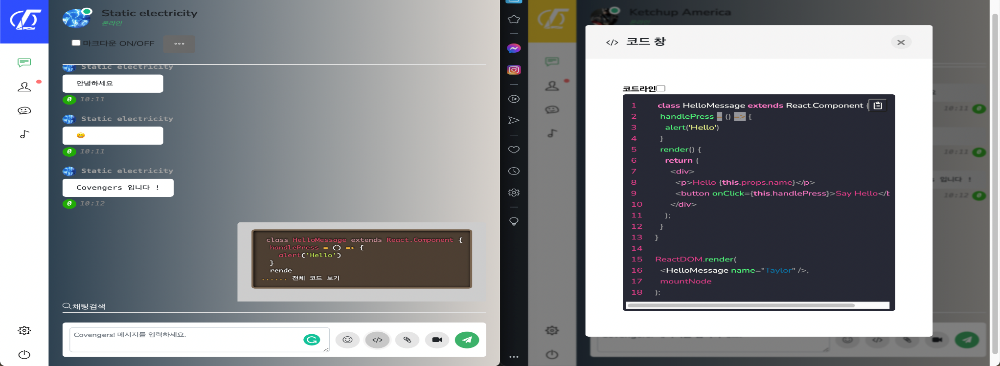 Static electricity
온라인
마크다운 ON/OFF
Static electricity
안녕하세요
0 10:11
Static electricity
0 10:11
Static electricity
Covengers 입니다 !
0 10:12
class HelloMessage extends React.Component {
handlePress = () => {
alert('Hello')
}
rende
...... 전체 코드 보기
채팅검색
Covengers! 메시지를 입력하세요.
</>
Ketchup America
</> 코드 창
코드라인
1 class HelloMessage extends React.Component {
2 handlePress = () => {
3 alert('Hello')
4 }
5 render() {
6 return (
7 <div>
8 <p>Hello {this.props.name}</p>
9 <button onClick={this.handlePress}>Say Hello</
10 </div>
11 );
12 }
13 }
14
15 ReactDOM.render(
16 <HelloMessage name="Taylor" />,
17 mountNode
18 );
10:11 0
10:11 0
입니다 !
10:12 0
</>